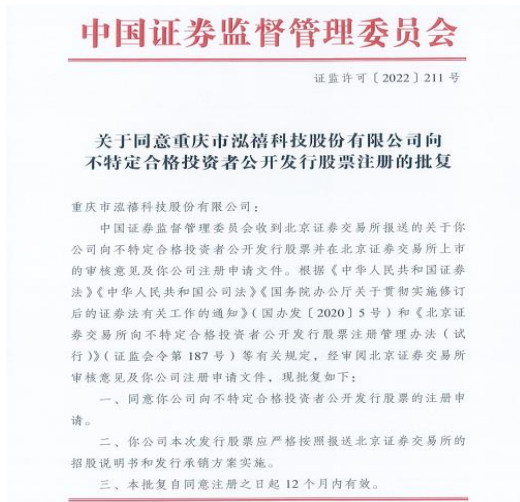 中国证券监督管理委员会
证监许可〔2022〕211 号
关于同意重庆市泓禧科技股份有限公司向
不特定合格投资者公开发行股票注册的批复
重庆市泓禧科技股份有限公司：
中国证券监督管理委员会收到北京证券交易所报送的关于你
公司向不特定合格投资者公开发行股票并在北京证券交易所上市
的审核意见及你公司注册申请文件。根据《中华人民共和国证券
法》《中华人民共和国公司法》《国务院办公厅关于贯彻实施修订
后的证券法有关工作的通知》（国办发〔2020〕5 号）和《北京证
券交易所向不特定合格投资者公开发行股票注册管理办法（试
行）》（证监会令第 187 号）等有关规定，经审阅北京证券交易所
审核意见及你公司注册申请文件，现批复如下：
一、同意你公司向不特定合格投资者公开发行股票的注册申
请。
二、你公司本次发行股票应严格按照报送北京证券交易所的
招股说明书和发行承销方案实施。
三、本批复自同意注册之日起 12 个月内有效。